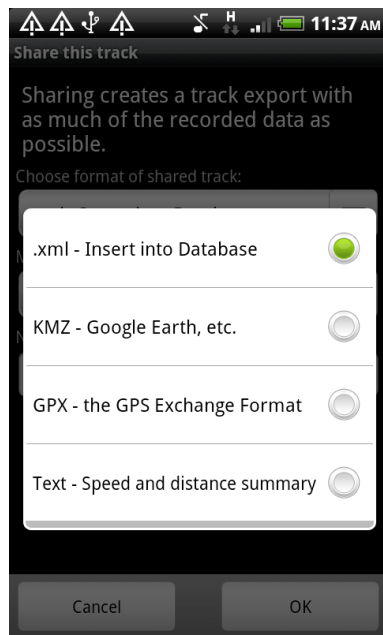 H
11:37 AM
Share this track
Sharing creates a track export with
as much of the recorded data as
possible.
Choose format of shared track:
.xml - Insert into Database
KMZ - Google Earth, etc.
GPX - the GPS Exchange Format
Text - Speed and distance summary
Cancel
OK